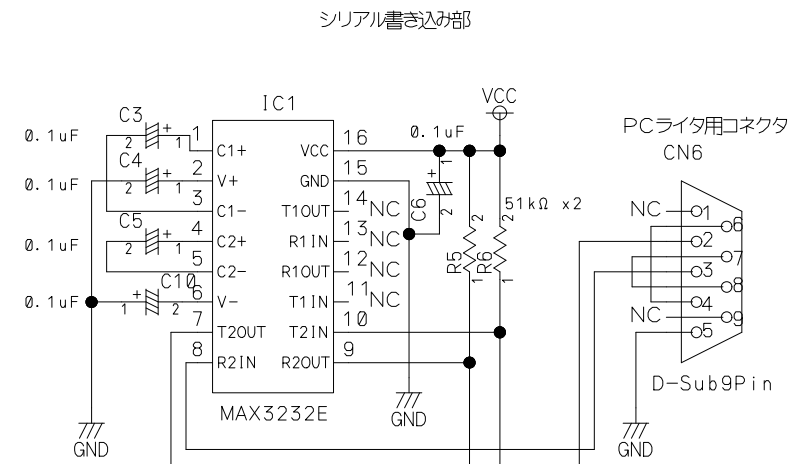 シリアル書き込み部
IC1
VCC
PCライタ用コネクタ
CN6
C3
0.1uF
2 + 1
1
C1+
VCC
16
0.1uF
C4
0.1uF
2 + 1
2
V+
GND
15
+ 1
C6
2
3
C1-
T1OUT
14
NC
51kΩ x2
NC
1
6
C5
0.1uF
2 + 1
4
C2+
R1IN
13
NC
2
2
2
7
5
C2-
R1OUT
12
NC
R5
R6
3
8
C10
0.1uF
1 + 2
6
V-
T1IN
11
NC
1
1
4
NC
9
7
T2OUT
T2IN
10
5
8
R2IN
R2OUT
9
D-Sub9Pin
MAX3232E
GND
GND
GND